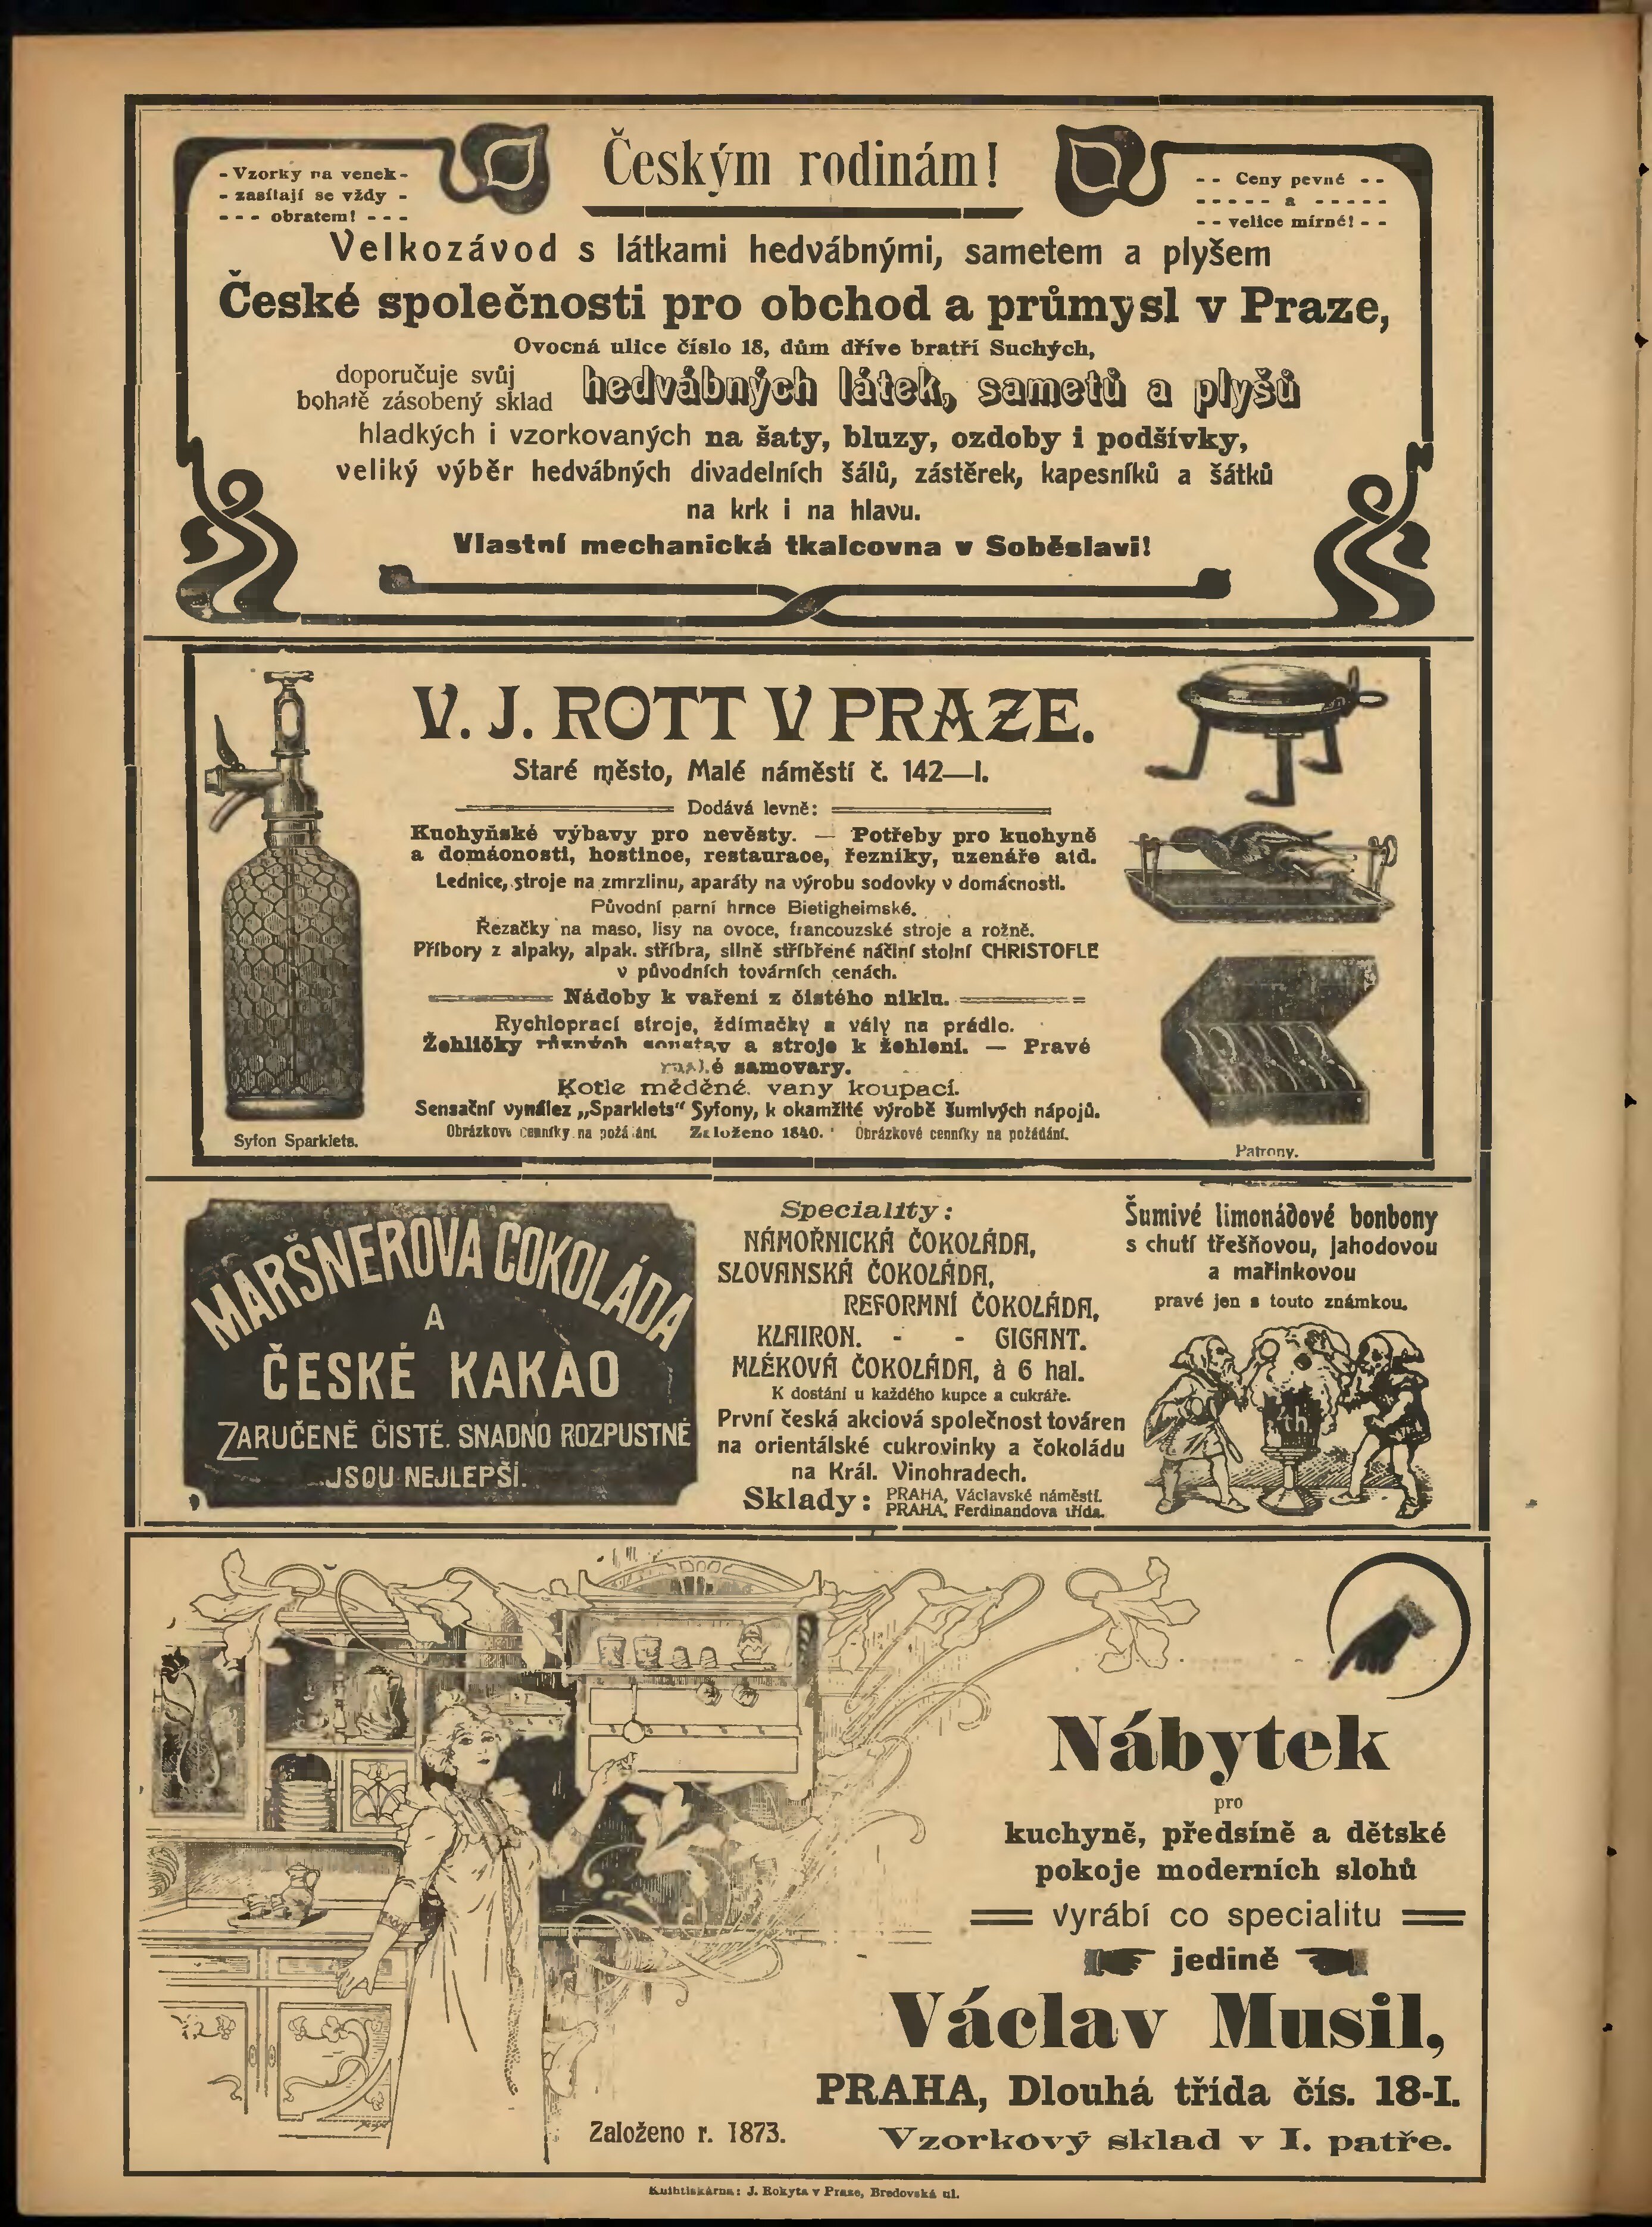 - Vzorky na venek -
- zasílají se vždy -
- - - obratem! - - -
Českým rodinám!
- - Ceny pevné - -
- - - - - a - - - - -
- - velice mírné! - -
Velkozávod s látkami hedvábnými, sametem a plyšem
České společnosti pro obchod a průmysl v Praze,
Ovocná ulice číslo 18, dům dříve bratří Suchých,
doporučuje svůj
bohatě zásobený sklad
hedvábných látek, sametů a plyšů
hladkých i vzorkovaných na šaty, bluzy, ozdoby i podšívky,
veliký výběr hedvábných divadelních šálů, zástěrek, kapesníků a šátků
na krk i na hlavu.
Vlastní mechanická tkalcovna v Soběslavi!
V. J. ROTT V PRAZE.
Staré město, Malé náměstí č. 142—I.
Dodává levně:
Kuchyňské výbavy pro nevěsty. — Potřeby pro kuchyně
a domácnosti, hostince, restaurace, řezníky, uzenáře atd.
Lednice, stroje na zmrzlinu, aparáty na výrobu sodovky v domácnosti.
Původní parní hrnce Bietigheimské.
Řezačky na maso, lisy na ovoce, francouzské stroje a rožně.
Příbory z alpaky, alpak. stříbra, silně stříbřené náčiní stolní CHRISTOFLE
v původních továrních cenách.
Nádoby k vaření z čistého niklu.
Rychloprací stroje, ždímačky a vály na prádlo.
Žehličky různých soustav a stroje k žehlení. — Pravé
ruské samovary.
Kotle měděné, vany koupací.
Sensační vynález „Sparklets" Syfony, k okamžité výrobě šumivých nápojů.
Obrázkové cenníky na požádání. Založeno 1840. Obrázkové cenníky na požádání.
Syfon Sparklets.
Patrony.
MARŠNEROVA ČOKOLÁDA
A
ČESKÉ KAKAO
ZARUČENĚ ČISTÉ, SNADNO ROZPUSTNÉ
JSOU NEJLEPŠÍ.
Speciality:
NÁMOŘNICKÁ ČOKOLÁDA,
SLOVANSKÁ ČOKOLÁDA,
REFORMNÍ ČOKOLÁDA,
KLAIRON. - - GIGANT.
MLÉKOVÁ ČOKOLÁDA, à 6 hal.
K dostání u každého kupce a cukráře.
První česká akciová společnost továren
na orientálské cukrovinky a čokoládu
na Král. Vinohradech.
Sklady: PRAHA, Václavské náměstí.
PRAHA, Ferdinandova třída.
Šumivé limonádové bonbony
s chutí třešňovou, jahodovou
a mařinkovou
pravé jen s touto známkou.
Nábytek
pro
kuchyně, předsíně a dětské
pokoje moderních slohů
vyrábí co specialitu
jedině
Václav Musil,
PRAHA, Dlouhá třída čís. 18-I.
Založeno r. 1873.
Vzorkový sklad v I. patře.
Knihtiskárna: J. Rokyta v Praze, Bredovská ul.